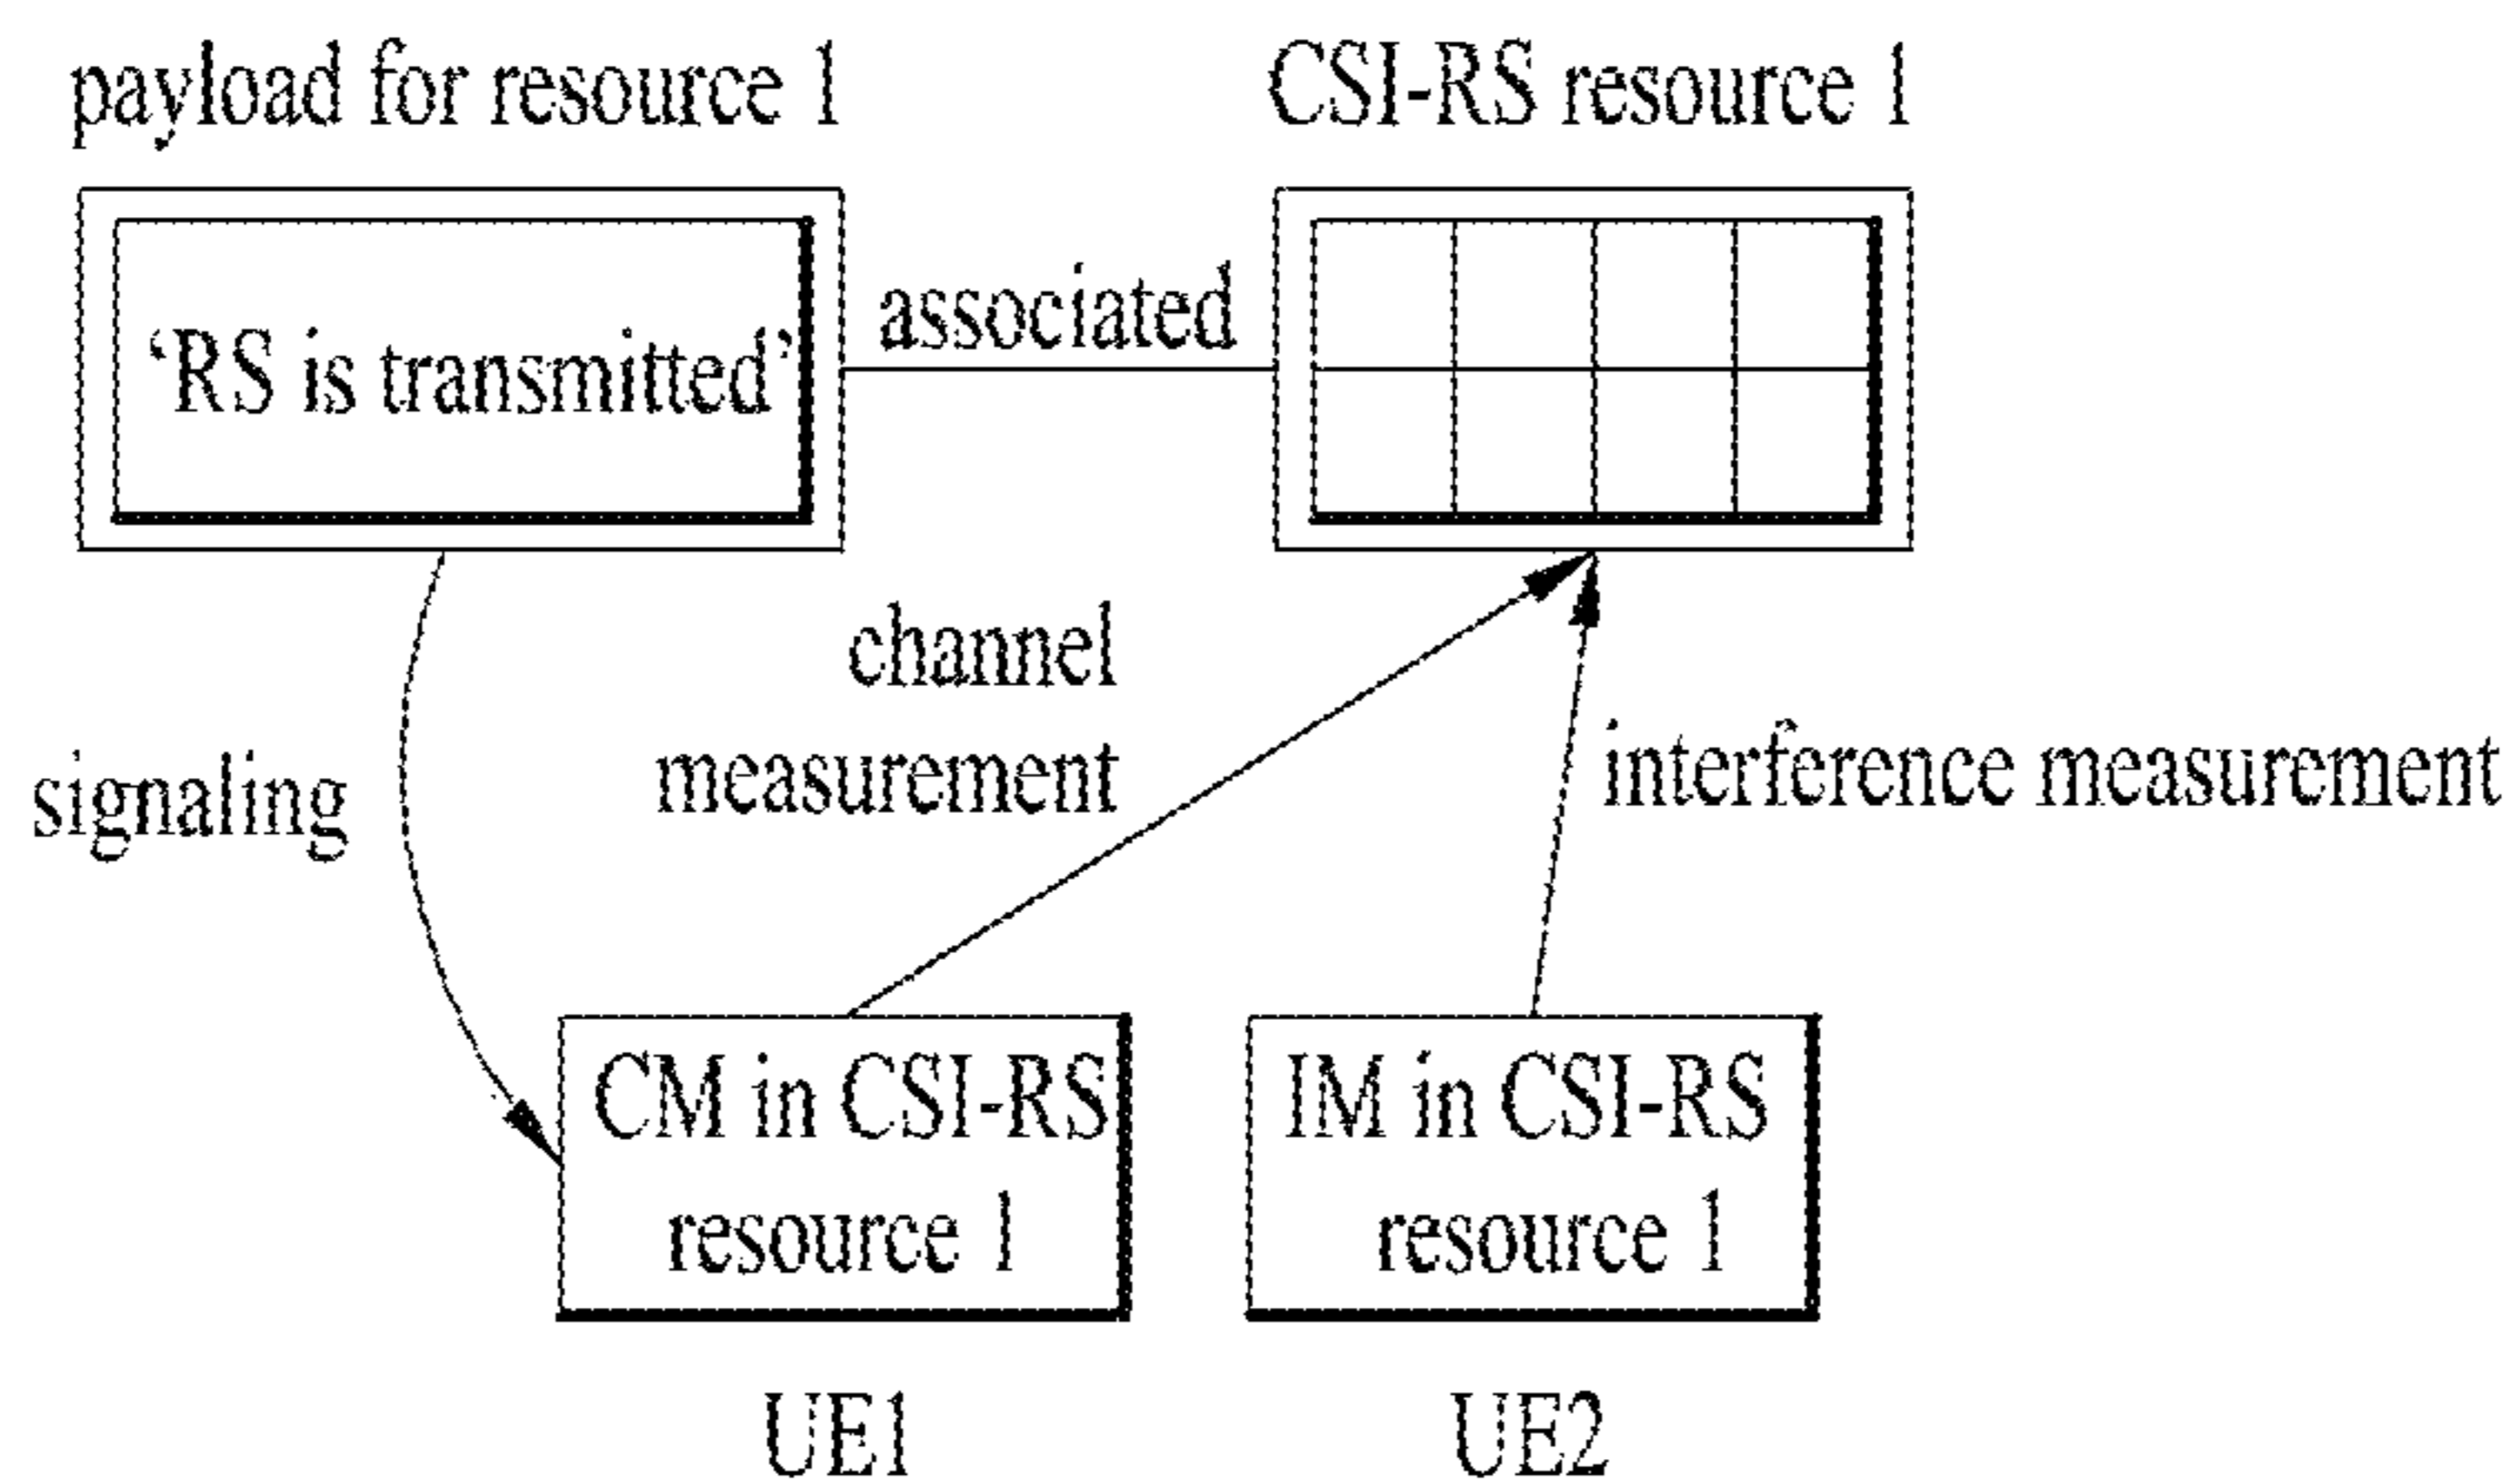 payload for resource 1
CSI-RS resource 1
‘RS is transmitted’
associated
channel
measurement
signaling
interference measurement
CM in CSI-RS
resource 1
IM in CSI-RS
resource 1
UE1
UE2